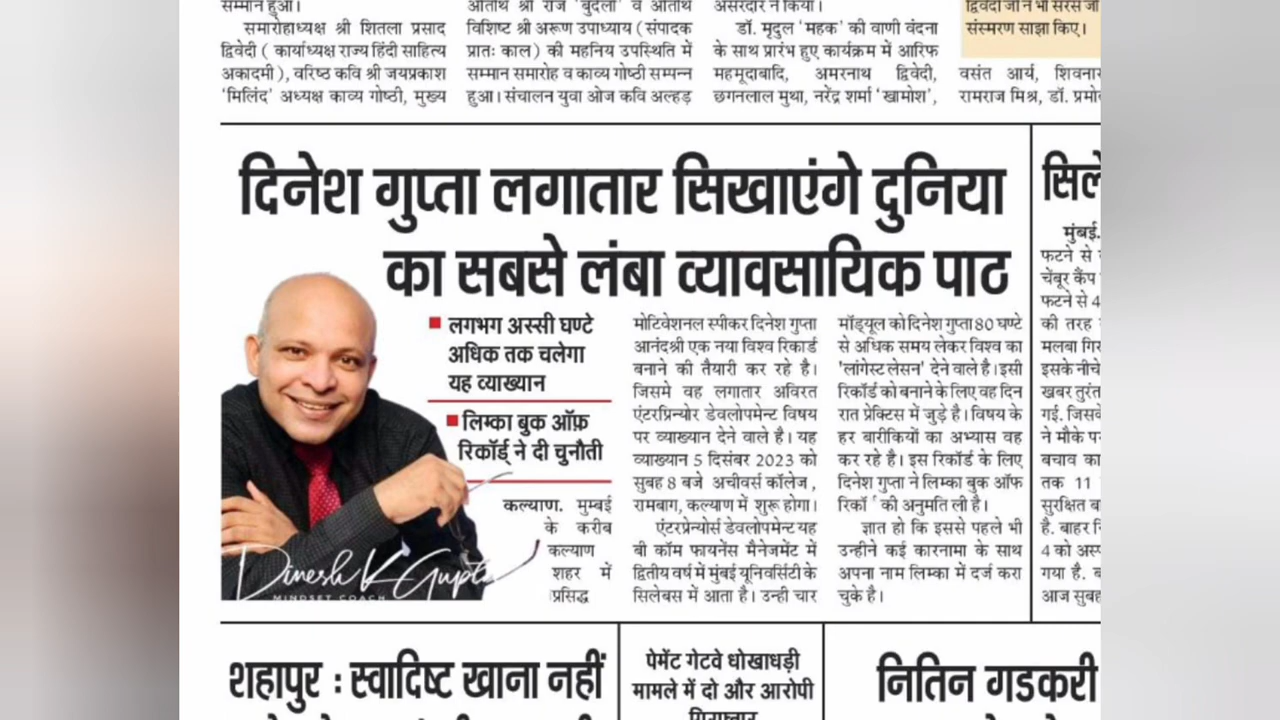 सम्मान हुआ।
समारोहाध्यक्ष श्री शितला प्रसाद
द्विवेदी ( कार्याध्यक्ष राज्य हिंदी साहित्य
अकादमी ), वरिष्ठ कवि श्री जयप्रकाश
'मिलिंद' अध्यक्ष काव्य गोष्ठी, मुख्य
अतिथि श्री राज 'बुंदेली' व अतिथि
विशिष्ट श्री अरूण उपाध्याय (संपादक
प्रातः काल) की महनिय उपस्थिति में
सम्मान समारोह व काव्य गोष्ठी सम्पन्न
हुआ। संचालन युवा ओज कवि अल्हड़
असरदार ने किया।
डॉ. मृदुल 'महक' की वाणी वंदना
के साथ प्रारंभ हुए कार्यक्रम में आरिफ
महमूदाबादि, अमरनाथ द्विवेदी,
छगनलाल मुथा, नरेंद्र शर्मा 'खामोश',
द्विवेदी जी ने भी सरस जी
संस्मरण साझा किए।
वसंत आर्य, शिवनार
रामराज मिश्र, डॉ. प्रमो
दिनेश गुप्ता लगातार सिखाएंगे दुनिया
का सबसे लंबा व्यावसायिक पाठ
लगभग अस्सी घण्टे
अधिक तक चलेगा
यह व्याख्यान
लिम्का बुक ऑफ़
रिकॉर्ड् ने दी चुनौती
कल्याण. मुम्बई
के करीब
कल्याण
शहर में
प्रसिद्ध
Dinesh K Gupta
MINDSET COACH
मोटिवेशनल स्पीकर दिनेश गुप्ता
आनंदश्री एक नया विश्व रिकार्ड
बनाने की तैयारी कर रहे है।
जिसमे वह लगातार अविरत
एंटरप्रिन्योर डेवलोपमेन्ट विषय
पर व्याख्यान देने वाले है। यह
व्याख्यान 5 दिसंबर 2023 को
सुबह 8 बजे अचीवर्स कॉलेज,
रामबाग, कल्याण में शुरू होगा।
एंटरप्रेन्योर्स डेवलोपमेन्ट यह
बी कॉम फायनेंस मैनेजमेंट में
द्वितीय वर्ष में मुंबई यूनिवर्सिटी के
सिलेबस में आता है। उन्ही चार
मॉड्यूल को दिनेश गुप्ता 80 घण्टे
से अधिक समय लेकर विश्व का
'लांगेस्ट लेसन' देने वाले है। इसी
रिकॉर्ड को बनाने के लिए वह दिन
रात प्रेक्टिस में जुड़े है। विषय के
हर बारीकियों का अभ्यास वह
कर रहे है। इस रिकॉर्ड के लिए
दिनेश गुप्ता ने लिम्का बुक ऑफ
रिकॉर्ड की अनुमति ली है।
ज्ञात हो कि इससे पहले भी
उन्हीने कई कारनामा के साथ
अपना नाम लिम्का में दर्ज करा
चुके है।
सिले
मुंबई.
फटने से
चेंबूर कैंप
फटने से 4
की तरह
मलबा गिर
इसके नीचे
खबर तुरंत
गई. जिसके
ने मौके प
बचाव का
तक 11
सुरक्षित ब
है. बाहर नि
4 को अस्प
गया है.
आज सुबह
शहापुर : स्वादिष्ट खाना नहीं
पेमेंट गेटवे धोखाधड़ी
मामले में दो और आरोपी
गिरफ्तार
नितिन गडकरी